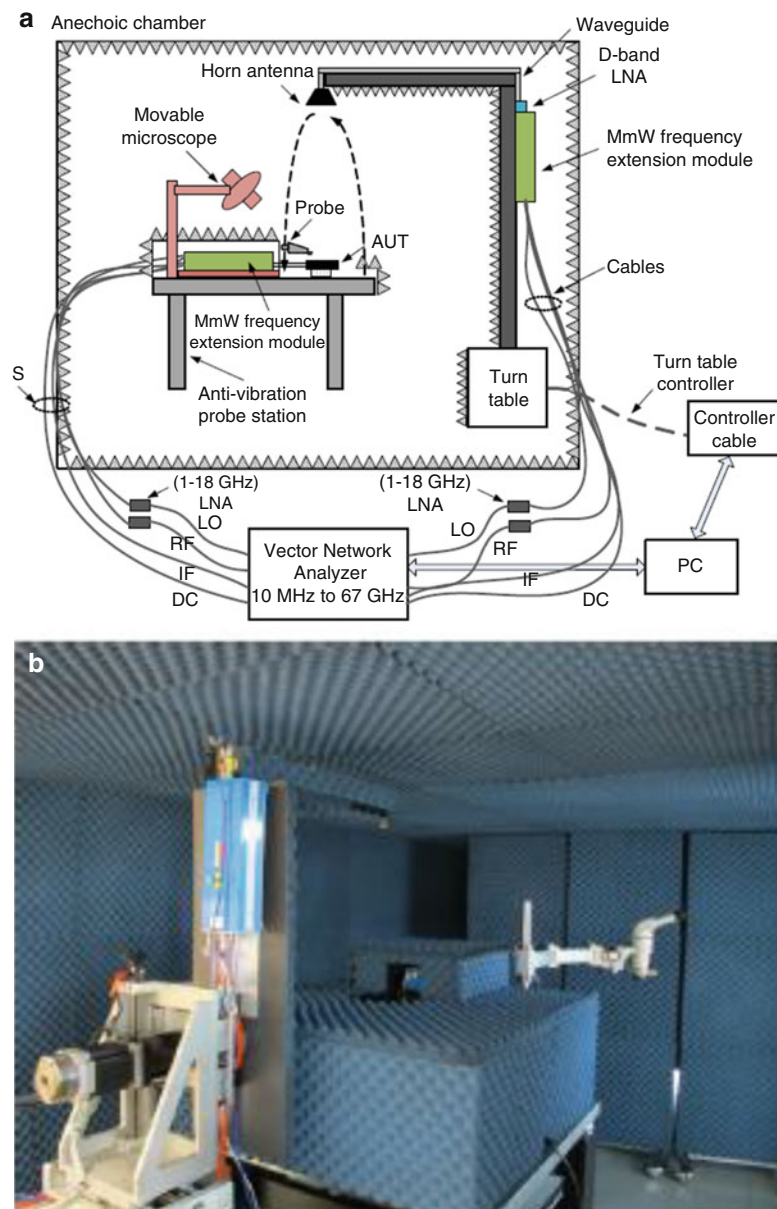 a
Anechoic chamber
Waveguide
D-band
LNA
Horn antenna
Movable
microscope
MmW frequency
extension module
Probe
AUT
Cables
MmW frequency
extension module
S
Anti-vibration
probe station
Turn
table
Turn table
controller
Controller
cable
(1-18 GHz)
LNA
LO
RF
IF
DC
Vector Network
Analyzer
10 MHz to 67 GHz
(1-18 GHz)
LNA
LO
RF
IF
DC
PC
b